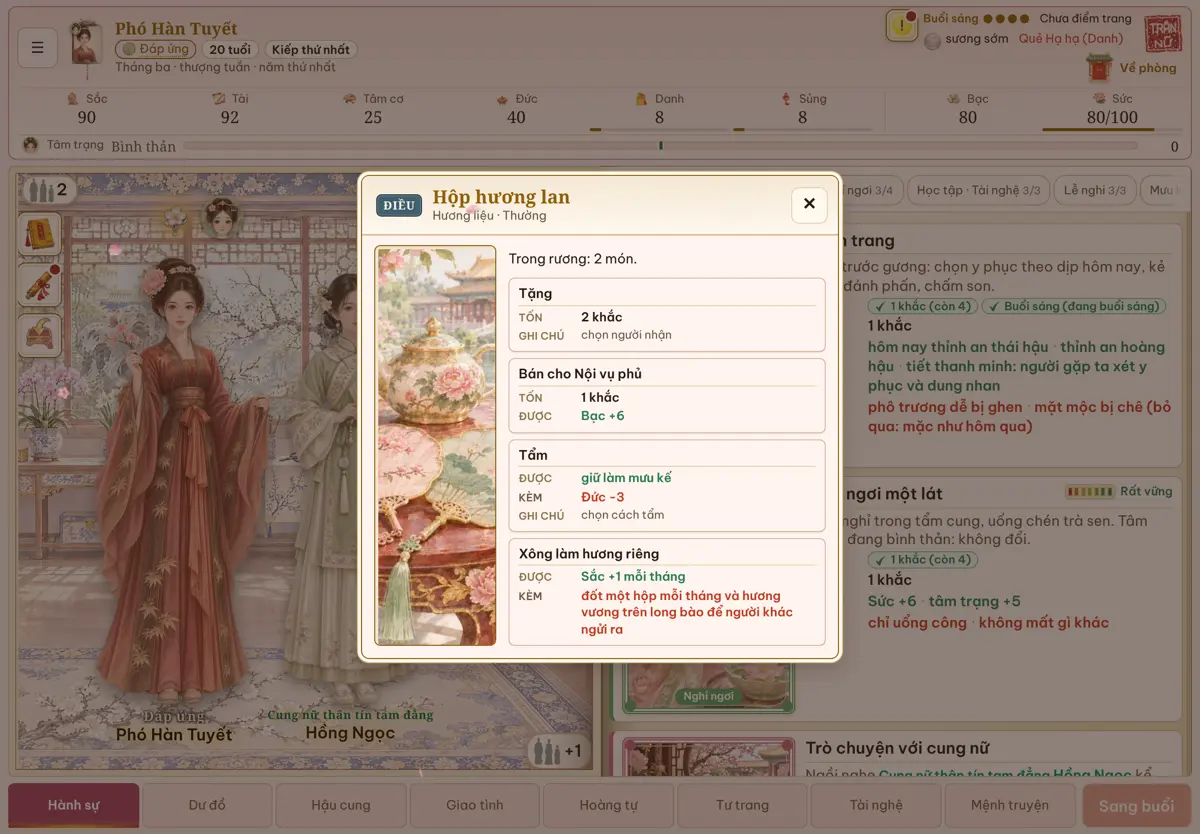 Phó Hàn Tuyết
Đáp ứng
20 tuổi
Kiếp thứ nhất
Tháng ba · thượng tuần · năm thứ nhất
Buổi sáng
Chưa điểm trang
sương sớm
Quẻ Hạ hạ (Danh)
TRÂN NỮ
Về phòng
Sắc
90
Tài
92
Tâm cơ
25
Đức
40
Danh
8
Sủng
8
Bạc
80
Sức
80/100
Tâm trạng
Bình thản
0
2
ĐIỀU
Hộp hương lan
Hương liệu · Thường
Trong rương: 2 món.
Tặng
TỐN 2 khắc
GHI CHÚ chọn người nhận
Bán cho Nội vụ phủ
TỐN 1 khắc
ĐƯỢC Bạc +6
Tẩm
ĐƯỢC giữ làm mưu kế
KÈM Đức -3
GHI CHÚ chọn cách tẩm
Xông làm hương riêng
ĐƯỢC Sắc +1 mỗi tháng
KÈM đốt một hộp mỗi tháng và hương
vương trên long bào để người khác
ngửi ra
ngơi 3/4
Học tập · Tài nghệ 3/3
Lễ nghi 3/3
trang
trước gương: chọn y phục theo dịp hôm nay, kẻ
đánh phấn, chấm son.
✓ 1 khắc (còn 4)
✓ Buổi sáng (đang buổi sáng)
1 khắc
hôm nay thỉnh an thái hậu · thỉnh an hoàng
hậu · tiết thanh minh: người gặp ta xét y
phục và dung nhan
phô trương dễ bị ghen · mặt mộc bị chê (bỏ
qua: mặc như hôm qua)
ngơi một lát
Rất vững
nghỉ trong tẩm cung, uống chén trà sen. Tâm
đang bình thản: không đổi.
✓ 1 khắc (còn 4)
1 khắc
Sức +6 · tâm trạng +5
chỉ uổng công · không mất gì khác
Nghỉ ngơi
Trò chuyện với cung nữ
Ngồi nghe Cung nữ thân tín tam đẳng Hồng Ngọc kể
Đáp ứng
Phó Hàn Tuyết
Cung nữ thân tín tam đẳng
Hồng Ngọc
+1
Hành sự
Dư đồ
Hậu cung
Giao tình
Hoàng tự
Tư trang
Tài nghệ
Mệnh truyện
Sang buổi